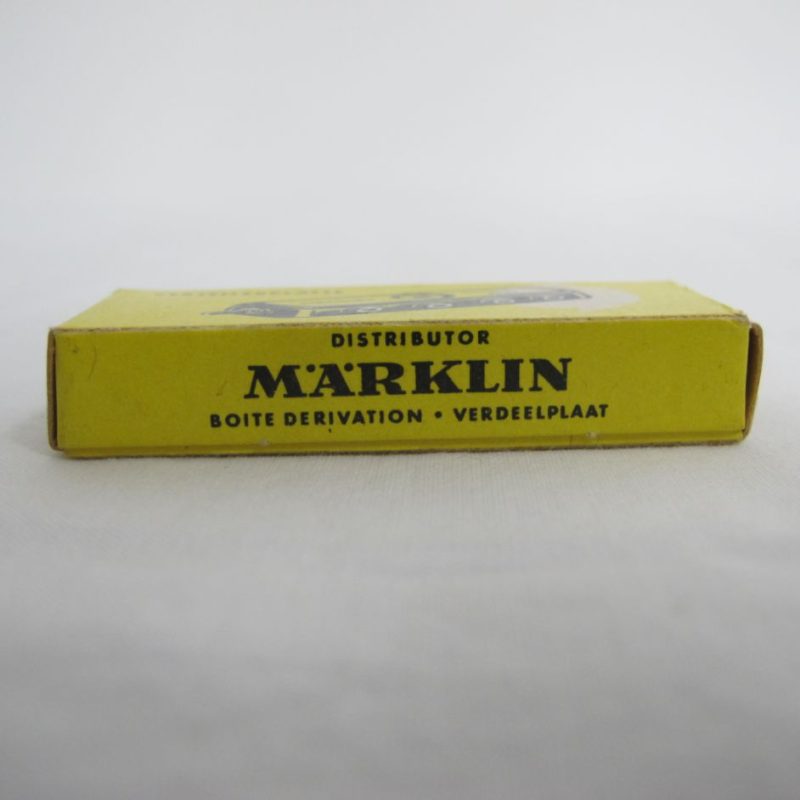 DISTRIBUTOR
MÄRKLIN
BOITE DERIVATION • VERDEELPLAAT